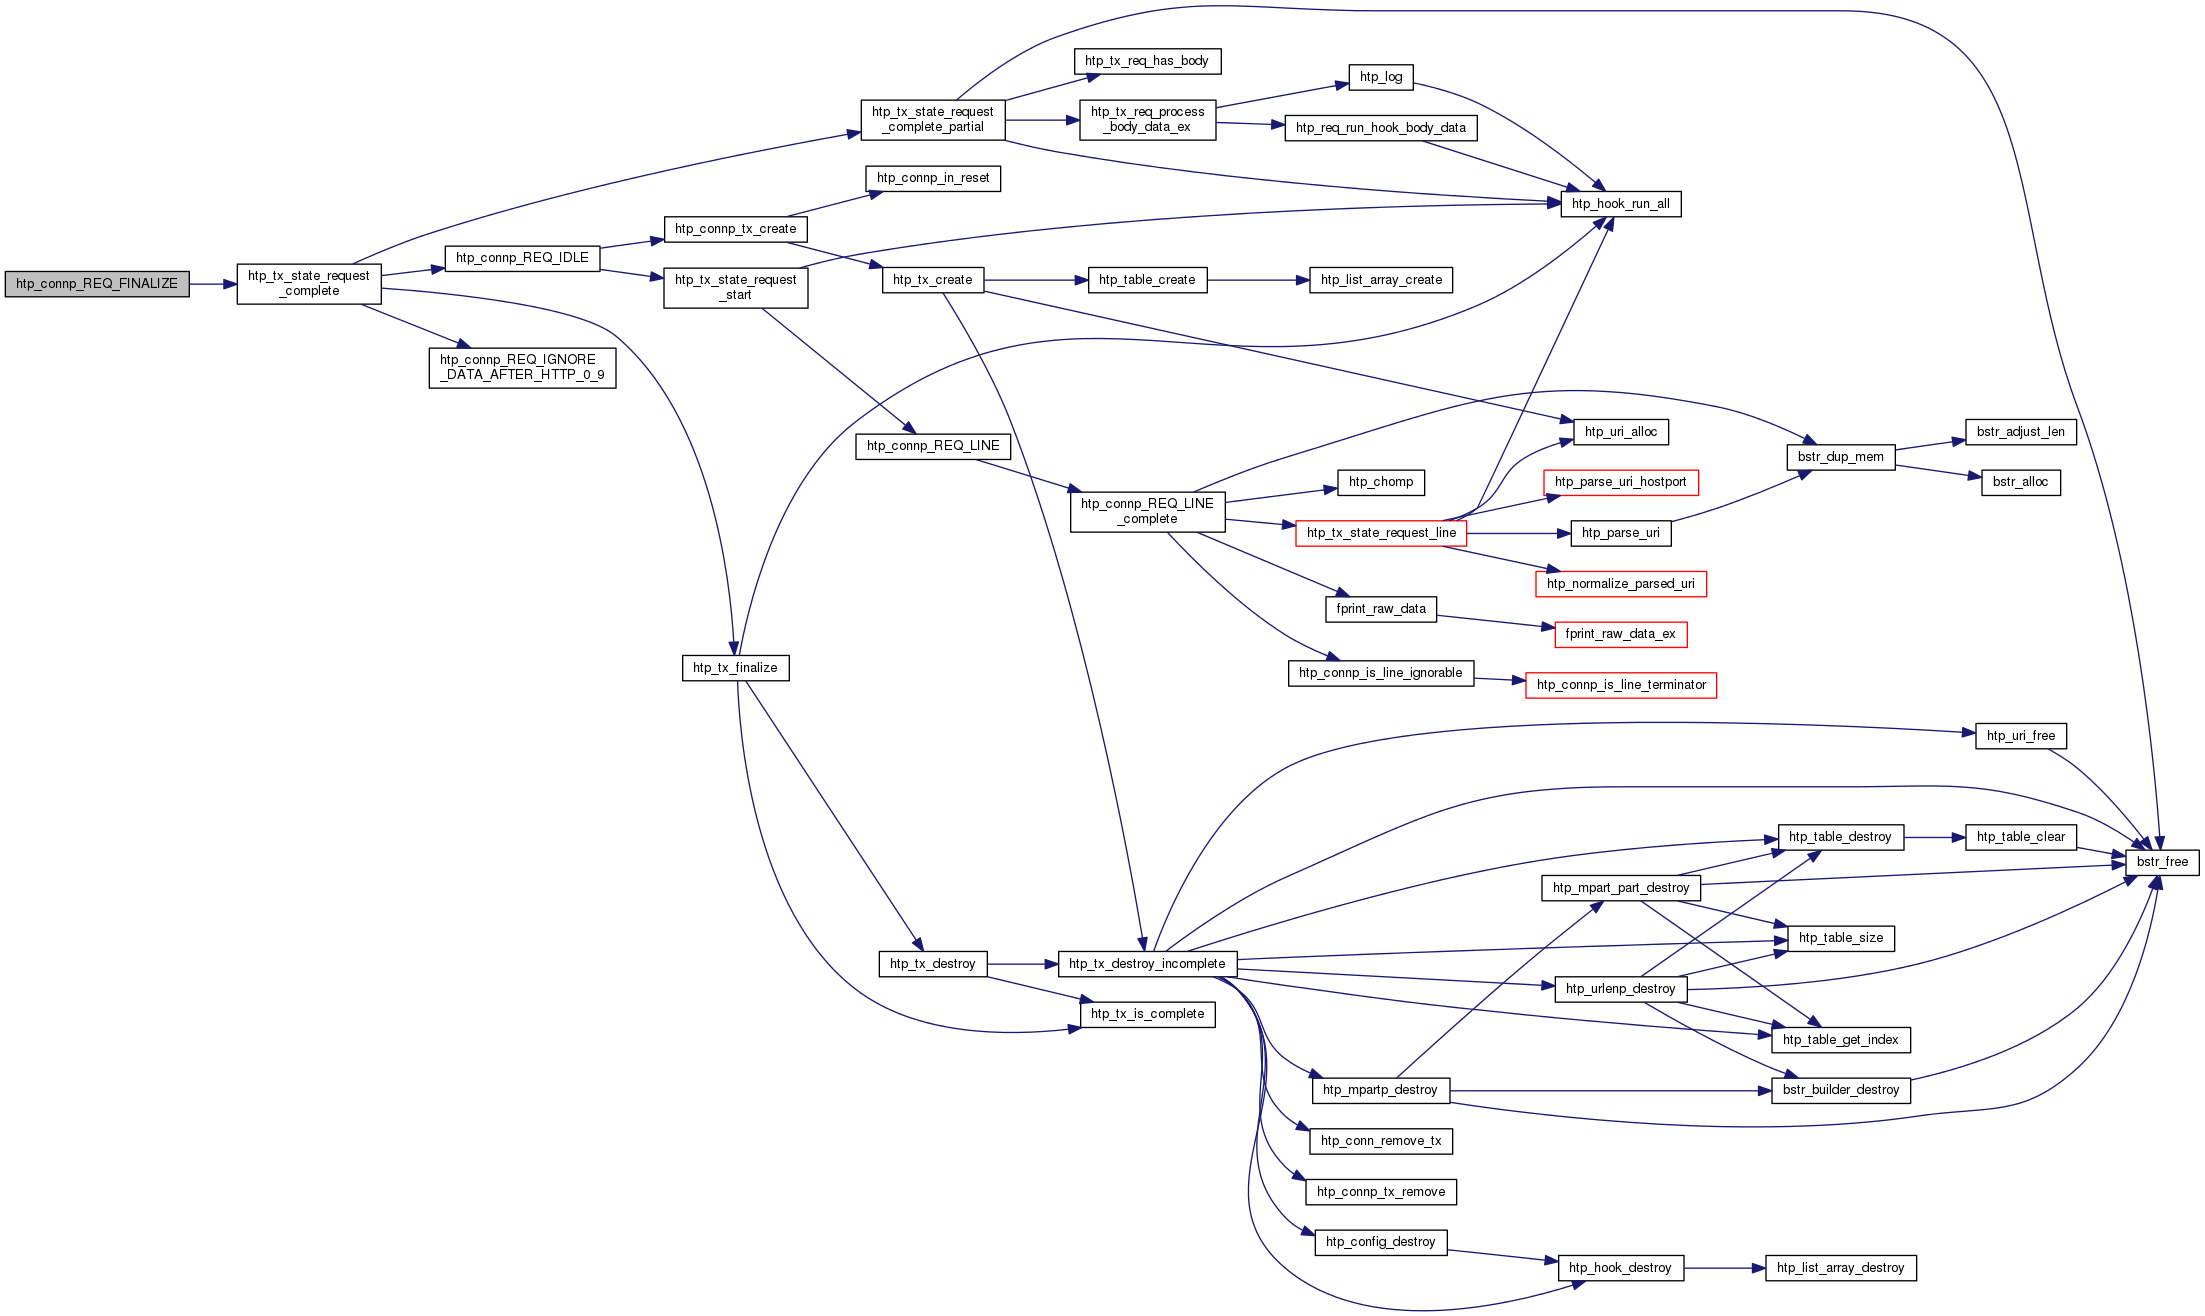 htp_connp_REQ_FINALIZE
htp_tx_state_request
_complete
htp_connp_REQ_IDLE
htp_connp_REQ_IGNORE
_DATA_AFTER_HTTP_0_9
htp_connp_tx_create
htp_tx_state_request
_start
htp_tx_finalize
htp_tx_state_request
_complete_partial
htp_connp_in_reset
htp_tx_create
htp_connp_REQ_LINE
htp_tx_destroy
htp_tx_req_has_body
htp_tx_req_process
_body_data_ex
htp_table_create
htp_connp_REQ_LINE
_complete
htp_tx_destroy_incomplete
htp_tx_is_complete
htp_log
htp_req_run_hook_body_data
htp_list_array_create
htp_chomp
htp_tx_state_request_line
fprint_raw_data
htp_connp_is_line_ignorable
htp_mpartp_destroy
htp_conn_remove_tx
htp_connp_tx_remove
htp_config_destroy
htp_hook_run_all
htp_uri_alloc
htp_parse_uri_hostport
htp_parse_uri
htp_normalize_parsed_uri
fprint_raw_data_ex
htp_connp_is_line_terminator
htp_mpart_part_destroy
htp_urlenp_destroy
htp_hook_destroy
bstr_dup_mem
htp_table_destroy
htp_table_size
htp_table_get_index
bstr_builder_destroy
htp_list_array_destroy
bstr_adjust_len
bstr_alloc
htp_uri_free
htp_table_clear
bstr_free